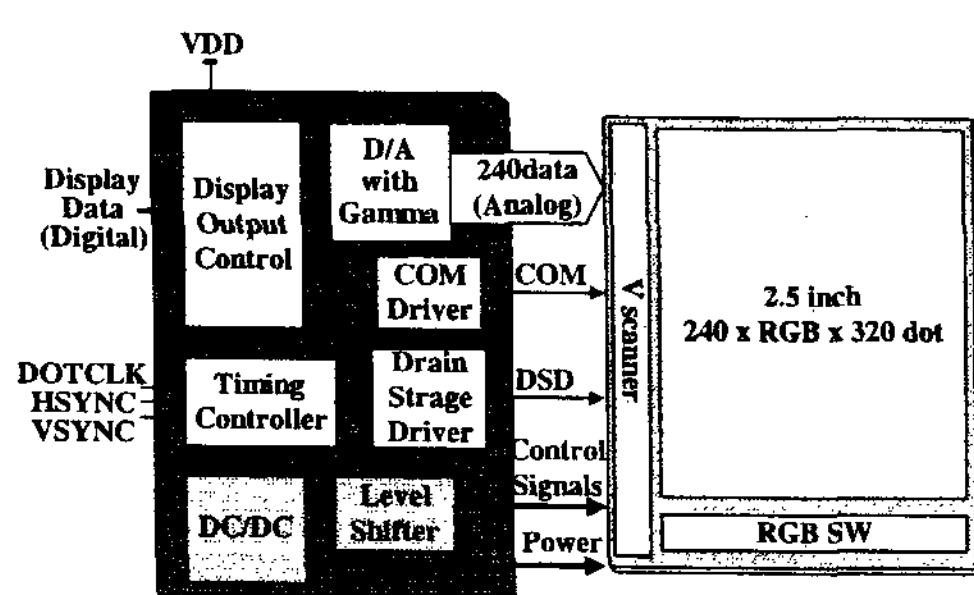 VDD
Display
Data
(Digital)
DOTCLK
HSYNC
VSYNC
Display
Output
Control
D/A
with
Gamma
COM
Driver
Timing
Controller
Drain
Strage
Driver
DC/DC
Level
Shifter
240data
(Analog)
COM
DSD
Control
Signals
Power
V scanner
2.5 inch
240 x RGB x 320 dot
RGB SW